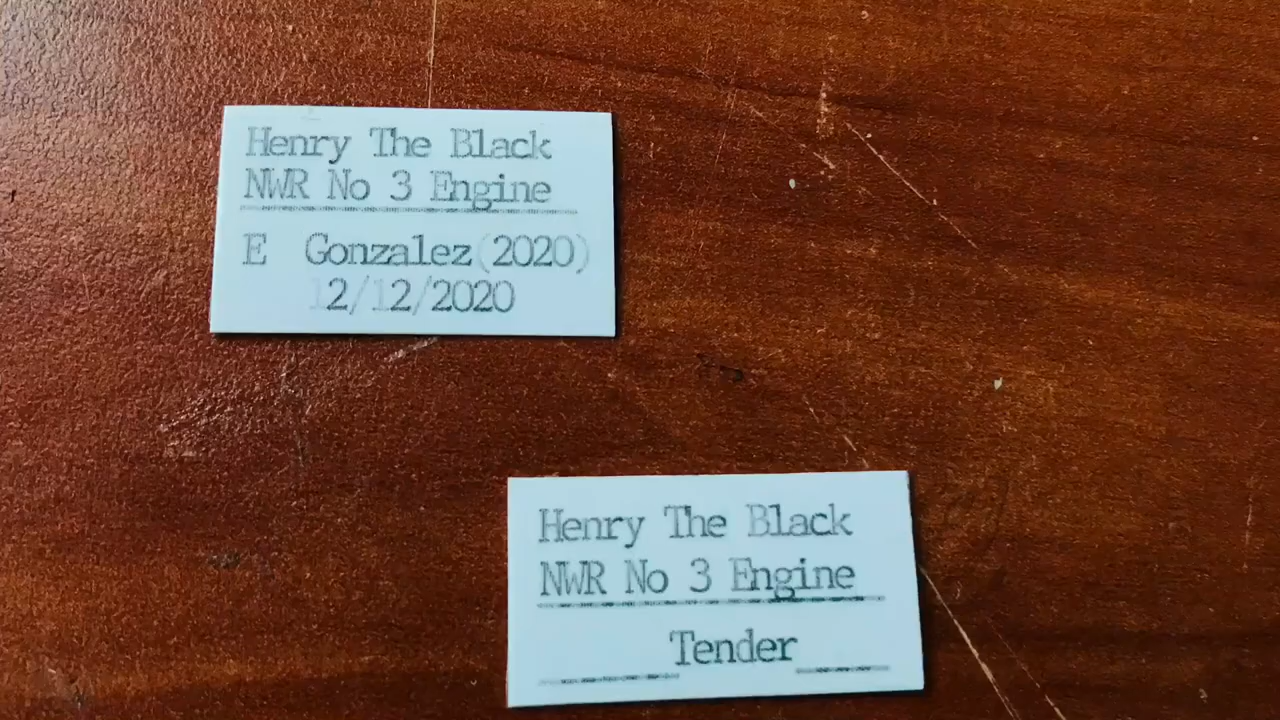 Henry The Black
NWR No 3 Engine
E Gonzalez(2020)
12/12/2020
Henry The Black
NWR No 3 Engine
Tender